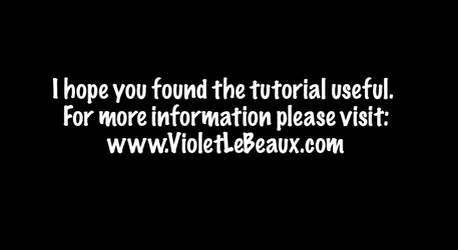 I hope you found the tutorial useful.
For more information please visit:
www.VioletLeBeaux.com